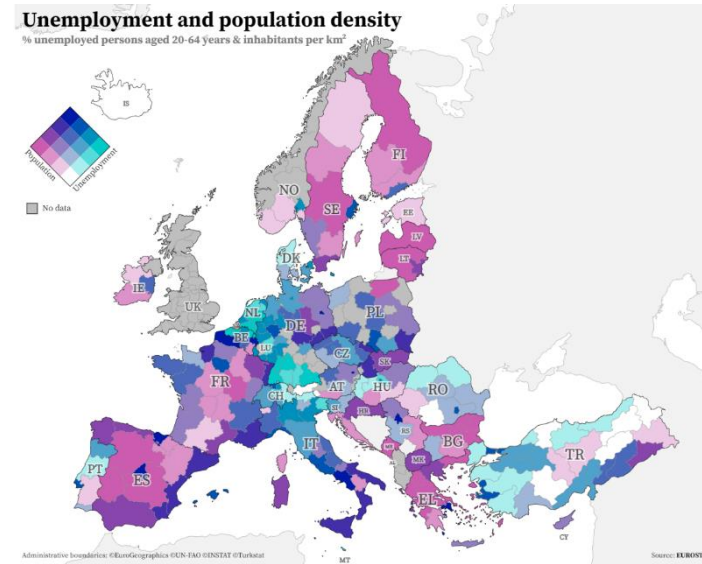 Unemployment and population density
% unemployed persons aged 20-64 years & inhabitants per km²
IS
Population
Unemployment
No data
FI
NO
SE
EE
LV
LT
DK
IE
UK
NL
DE
PL
BE
LU
CZ
SK
FR
AT
HU
RO
CH
SI
HR
RS
IT
BG
ME
MK
PT
ES
EL
TR
CY
MT
Administrative boundaries: ©EuroGeographics ©UN-FAO ©INSTAT ©Turkstat
Source: EUROST